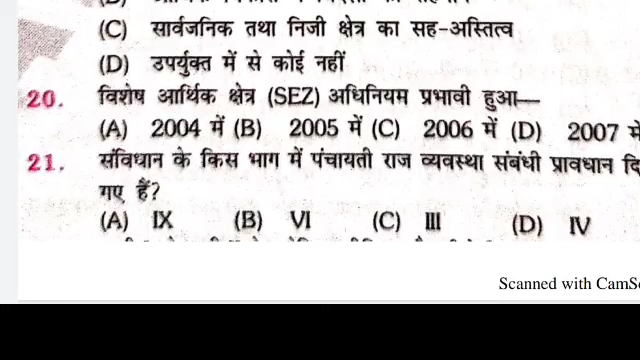 (C) सार्वजनिक तथा निजी क्षेत्र का सह-अस्तित्व
(D) उपर्युक्त में से कोई नहीं
20. विशेष आर्थिक क्षेत्र (SEZ) अधिनियम प्रभावी हुआ—
(A) 2004 में (B) 2005 में (C) 2006 में (D) 2007 में
21. संविधान के किस भाग में पंचायती राज व्यवस्था संबंधी प्रावधान दि
गए हैं?
(A) IX (B) VI (C) III (D) IV
Scanned with CamS